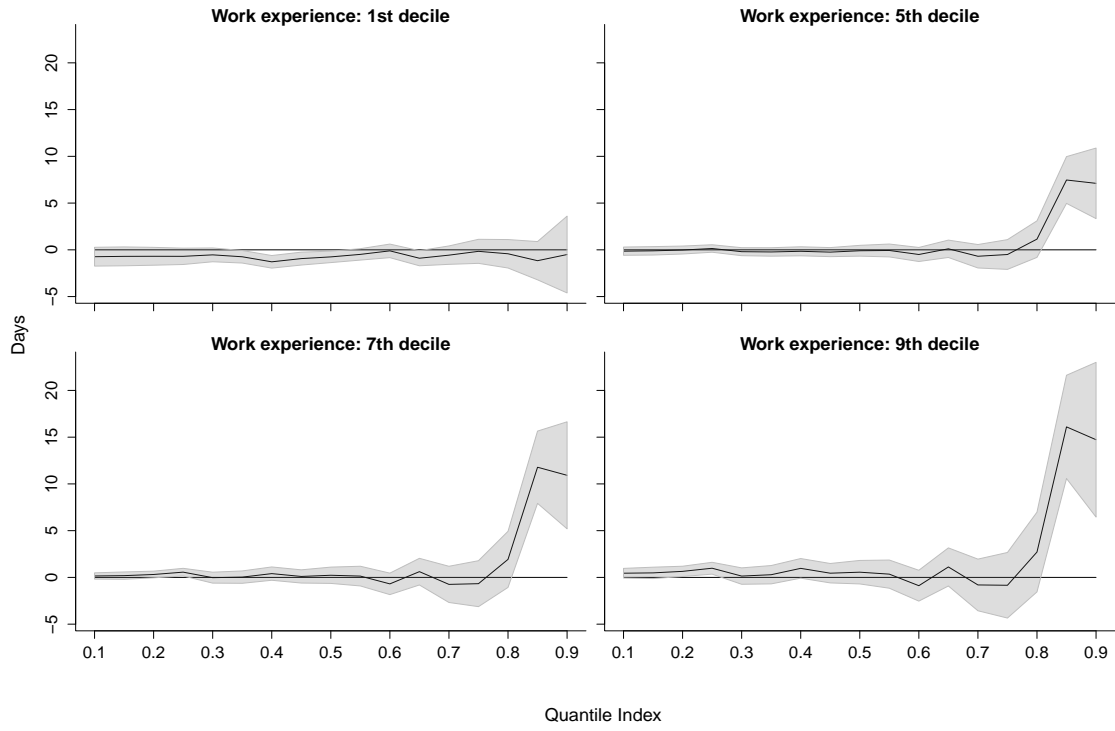 Work experience: 1st decile
Work experience: 5th decile
20
15
10
5
0
−5
Days
Work experience: 7th decile
Work experience: 9th decile
20
15
10
5
0
−5
0.1 0.2 0.3 0.4 0.5 0.6 0.7 0.8 0.9
0.1 0.2 0.3 0.4 0.5 0.6 0.7 0.8 0.9
Quantile Index